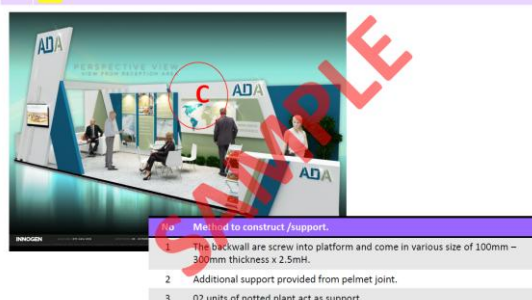 ADA
PERSPECTIVE VIEW
VIEW FROM RECEPTION AREA
C
ADA
ADA
SAMPLE
INNOGEN
No Method to construct /support.
1 The backwall are screw into platform and come in various size of 100mm –
300mm thickness x 2.5mH.
2 Additional support provided from pelmet joint.
3 02 units of potted plant act as support